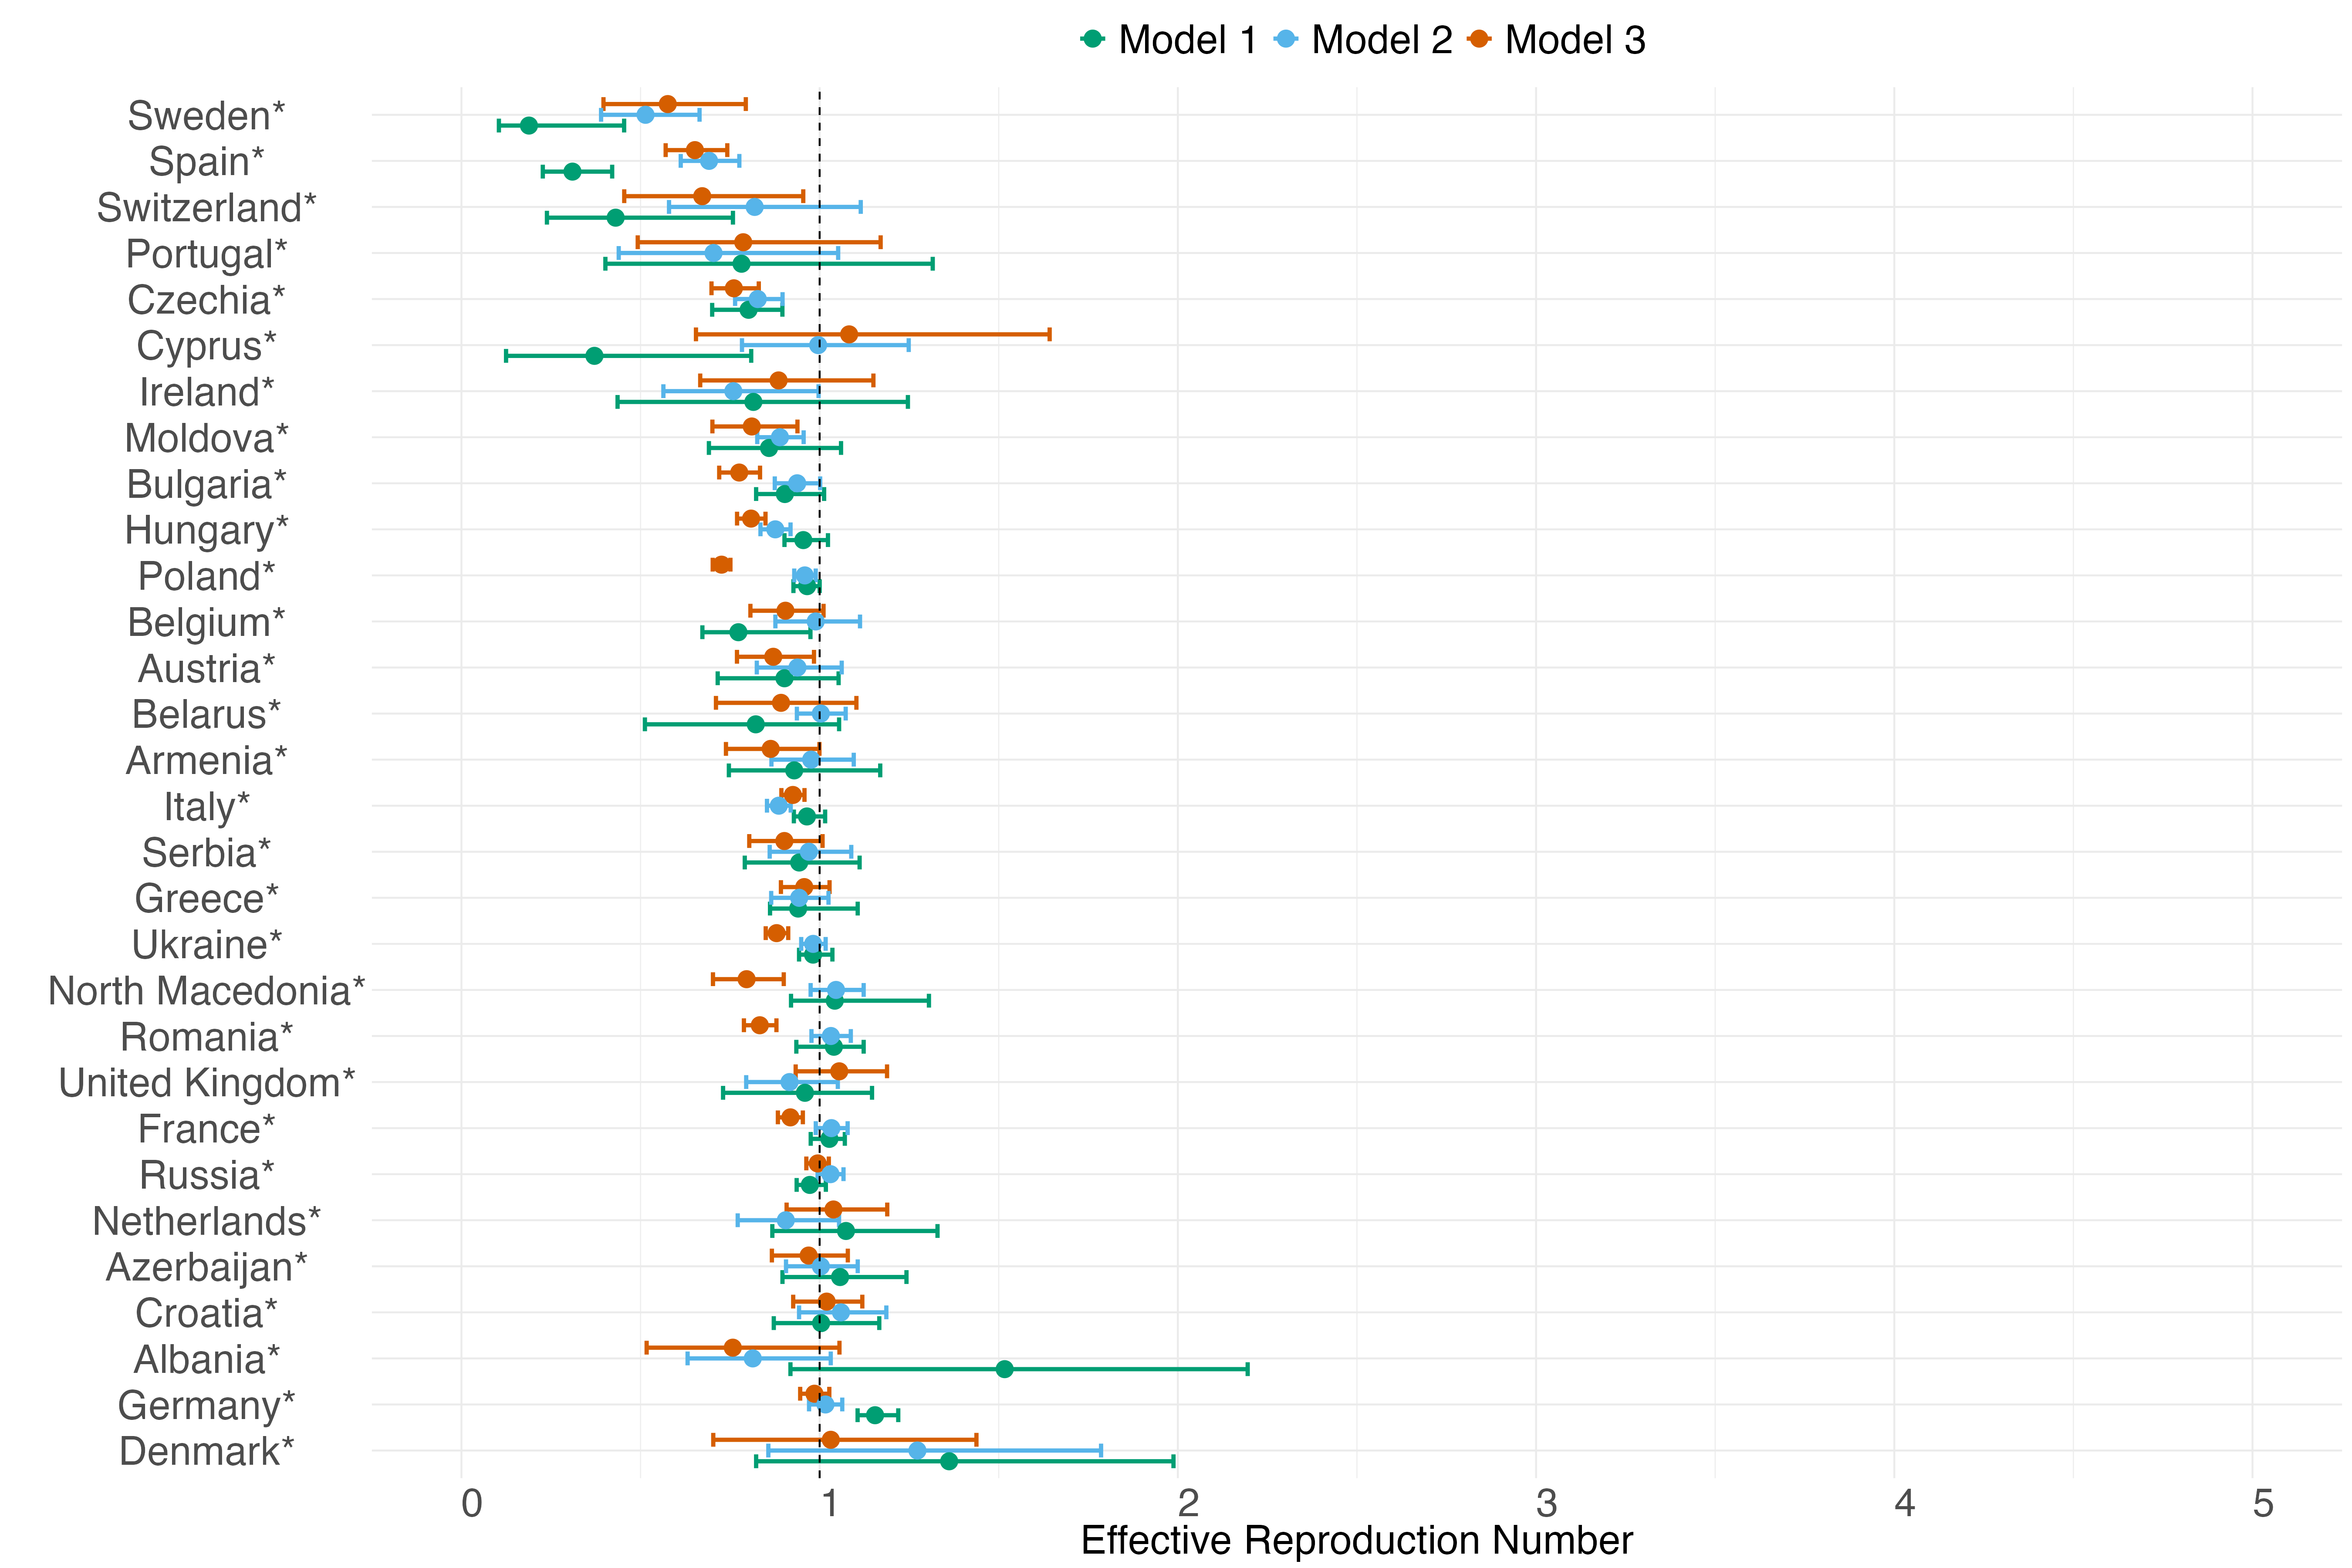 Model 1 Model 2 Model 3
Sweden*
Spain*
Switzerland*
Portugal*
Czechia*
Cyprus*
Ireland*
Moldova*
Bulgaria*
Hungary*
Poland*
Belgium*
Austria*
Belarus*
Armenia*
Italy*
Serbia*
Greece*
Ukraine*
North Macedonia*
Romania*
United Kingdom*
France*
Russia*
Netherlands*
Azerbaijan*
Croatia*
Albania*
Germany*
Denmark*
0 1 2 3 4 5
Effective Reproduction Number